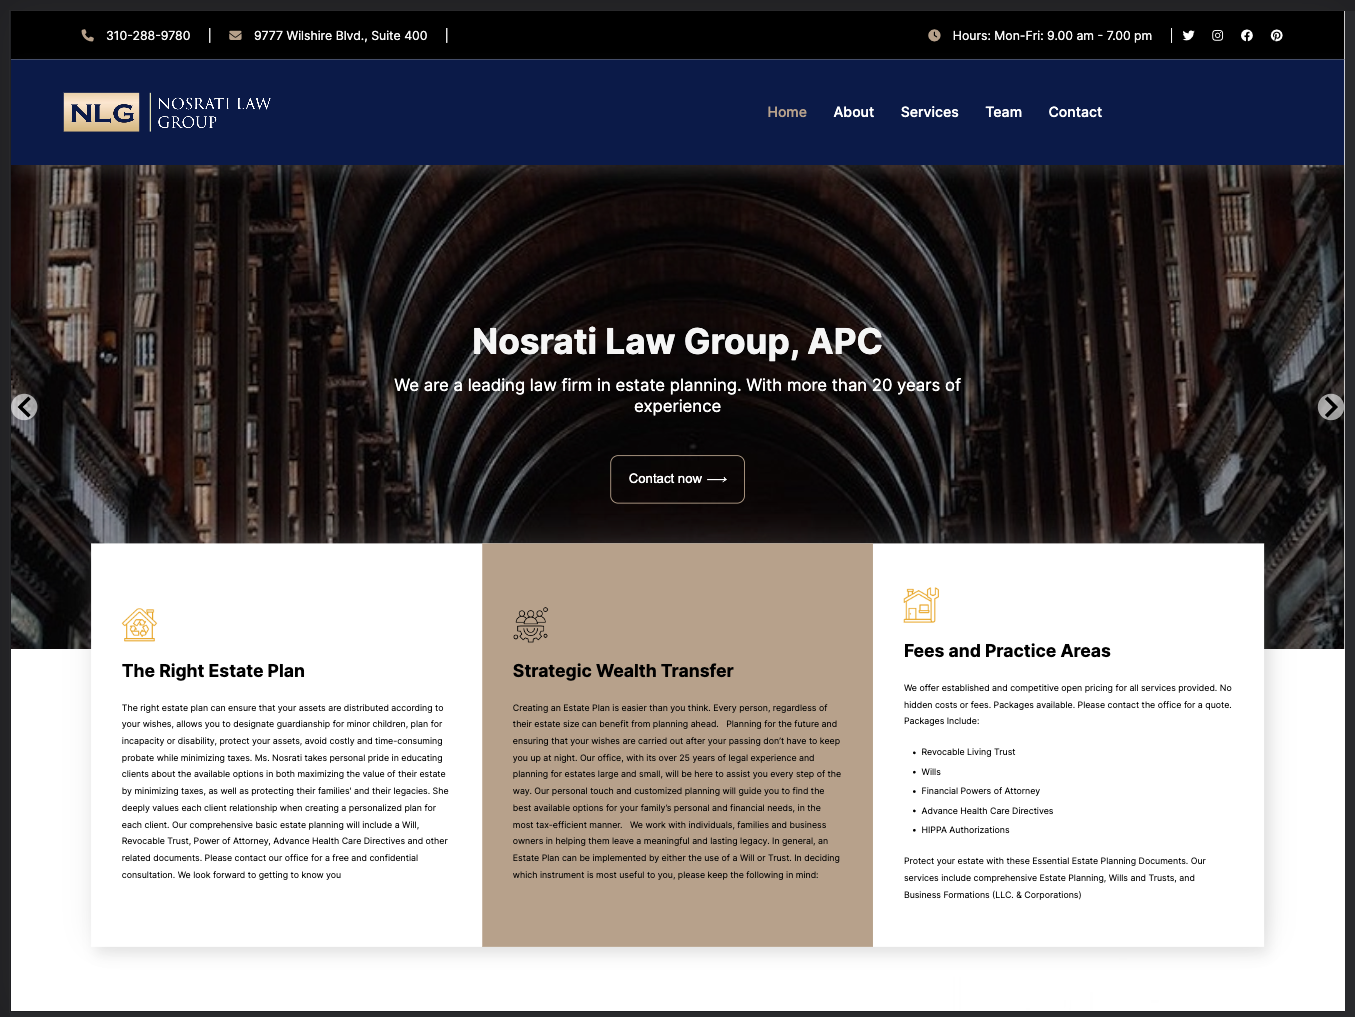 310-288-9780 | 9777 Wilshire Blvd., Suite 400 |
Hours: Mon-Fri: 9.00 am - 7.00 pm |
NLG
NOSRATI LAW
GROUP
Home About Services Team Contact
Nosrati Law Group, APC
We are a leading law firm in estate planning. With more than 20 years of
experience
Contact now ⟶
The Right Estate Plan
The right estate plan can ensure that your assets are distributed according to
your wishes, allows you to designate guardianship for minor children, plan for
incapacity or disability, protect your assets, avoid costly and time-consuming
probate while minimizing taxes. Ms. Nosrati takes personal pride in educating
clients about the available options in both maximizing the value of their estate
by minimizing taxes, as well as protecting their families' and their legacies. She
deeply values each client relationship when creating a personalized plan for
each client. Our comprehensive basic estate planning will include a Will,
Revocable Trust, Power of Attorney, Advance Health Care Directives and other
related documents. Please contact our office for a free and confidential
consultation. We look forward to getting to know you
Strategic Wealth Transfer
Creating an Estate Plan is easier than you think. Every person, regardless of
their estate size can benefit from planning ahead.   Planning for the future and
ensuring that your wishes are carried out after your passing don't have to keep
you up at night. Our office, with its over 25 years of legal experience and
planning for estates large and small, will be here to assist you every step of the
way. Our personal touch and customized planning will guide you to find the
best available options for your family's personal and financial needs, in the
most tax-efficient manner.   We work with individuals, families and business
owners in helping them leave a meaningful and lasting legacy. In general, an
Estate Plan can be implemented by either the use of a Will or Trust. In deciding
which instrument is most useful to you, please keep the following in mind:
Fees and Practice Areas
We offer established and competitive open pricing for all services provided. No
hidden costs or fees. Packages available. Please contact the office for a quote.
Packages Include:
• Revocable Living Trust
• Wills
• Financial Powers of Attorney
• Advance Health Care Directives
• HIPPA Authorizations
Protect your estate with these Essential Estate Planning Documents. Our
services include comprehensive Estate Planning, Wills and Trusts, and
Business Formations (LLC. & Corporations)